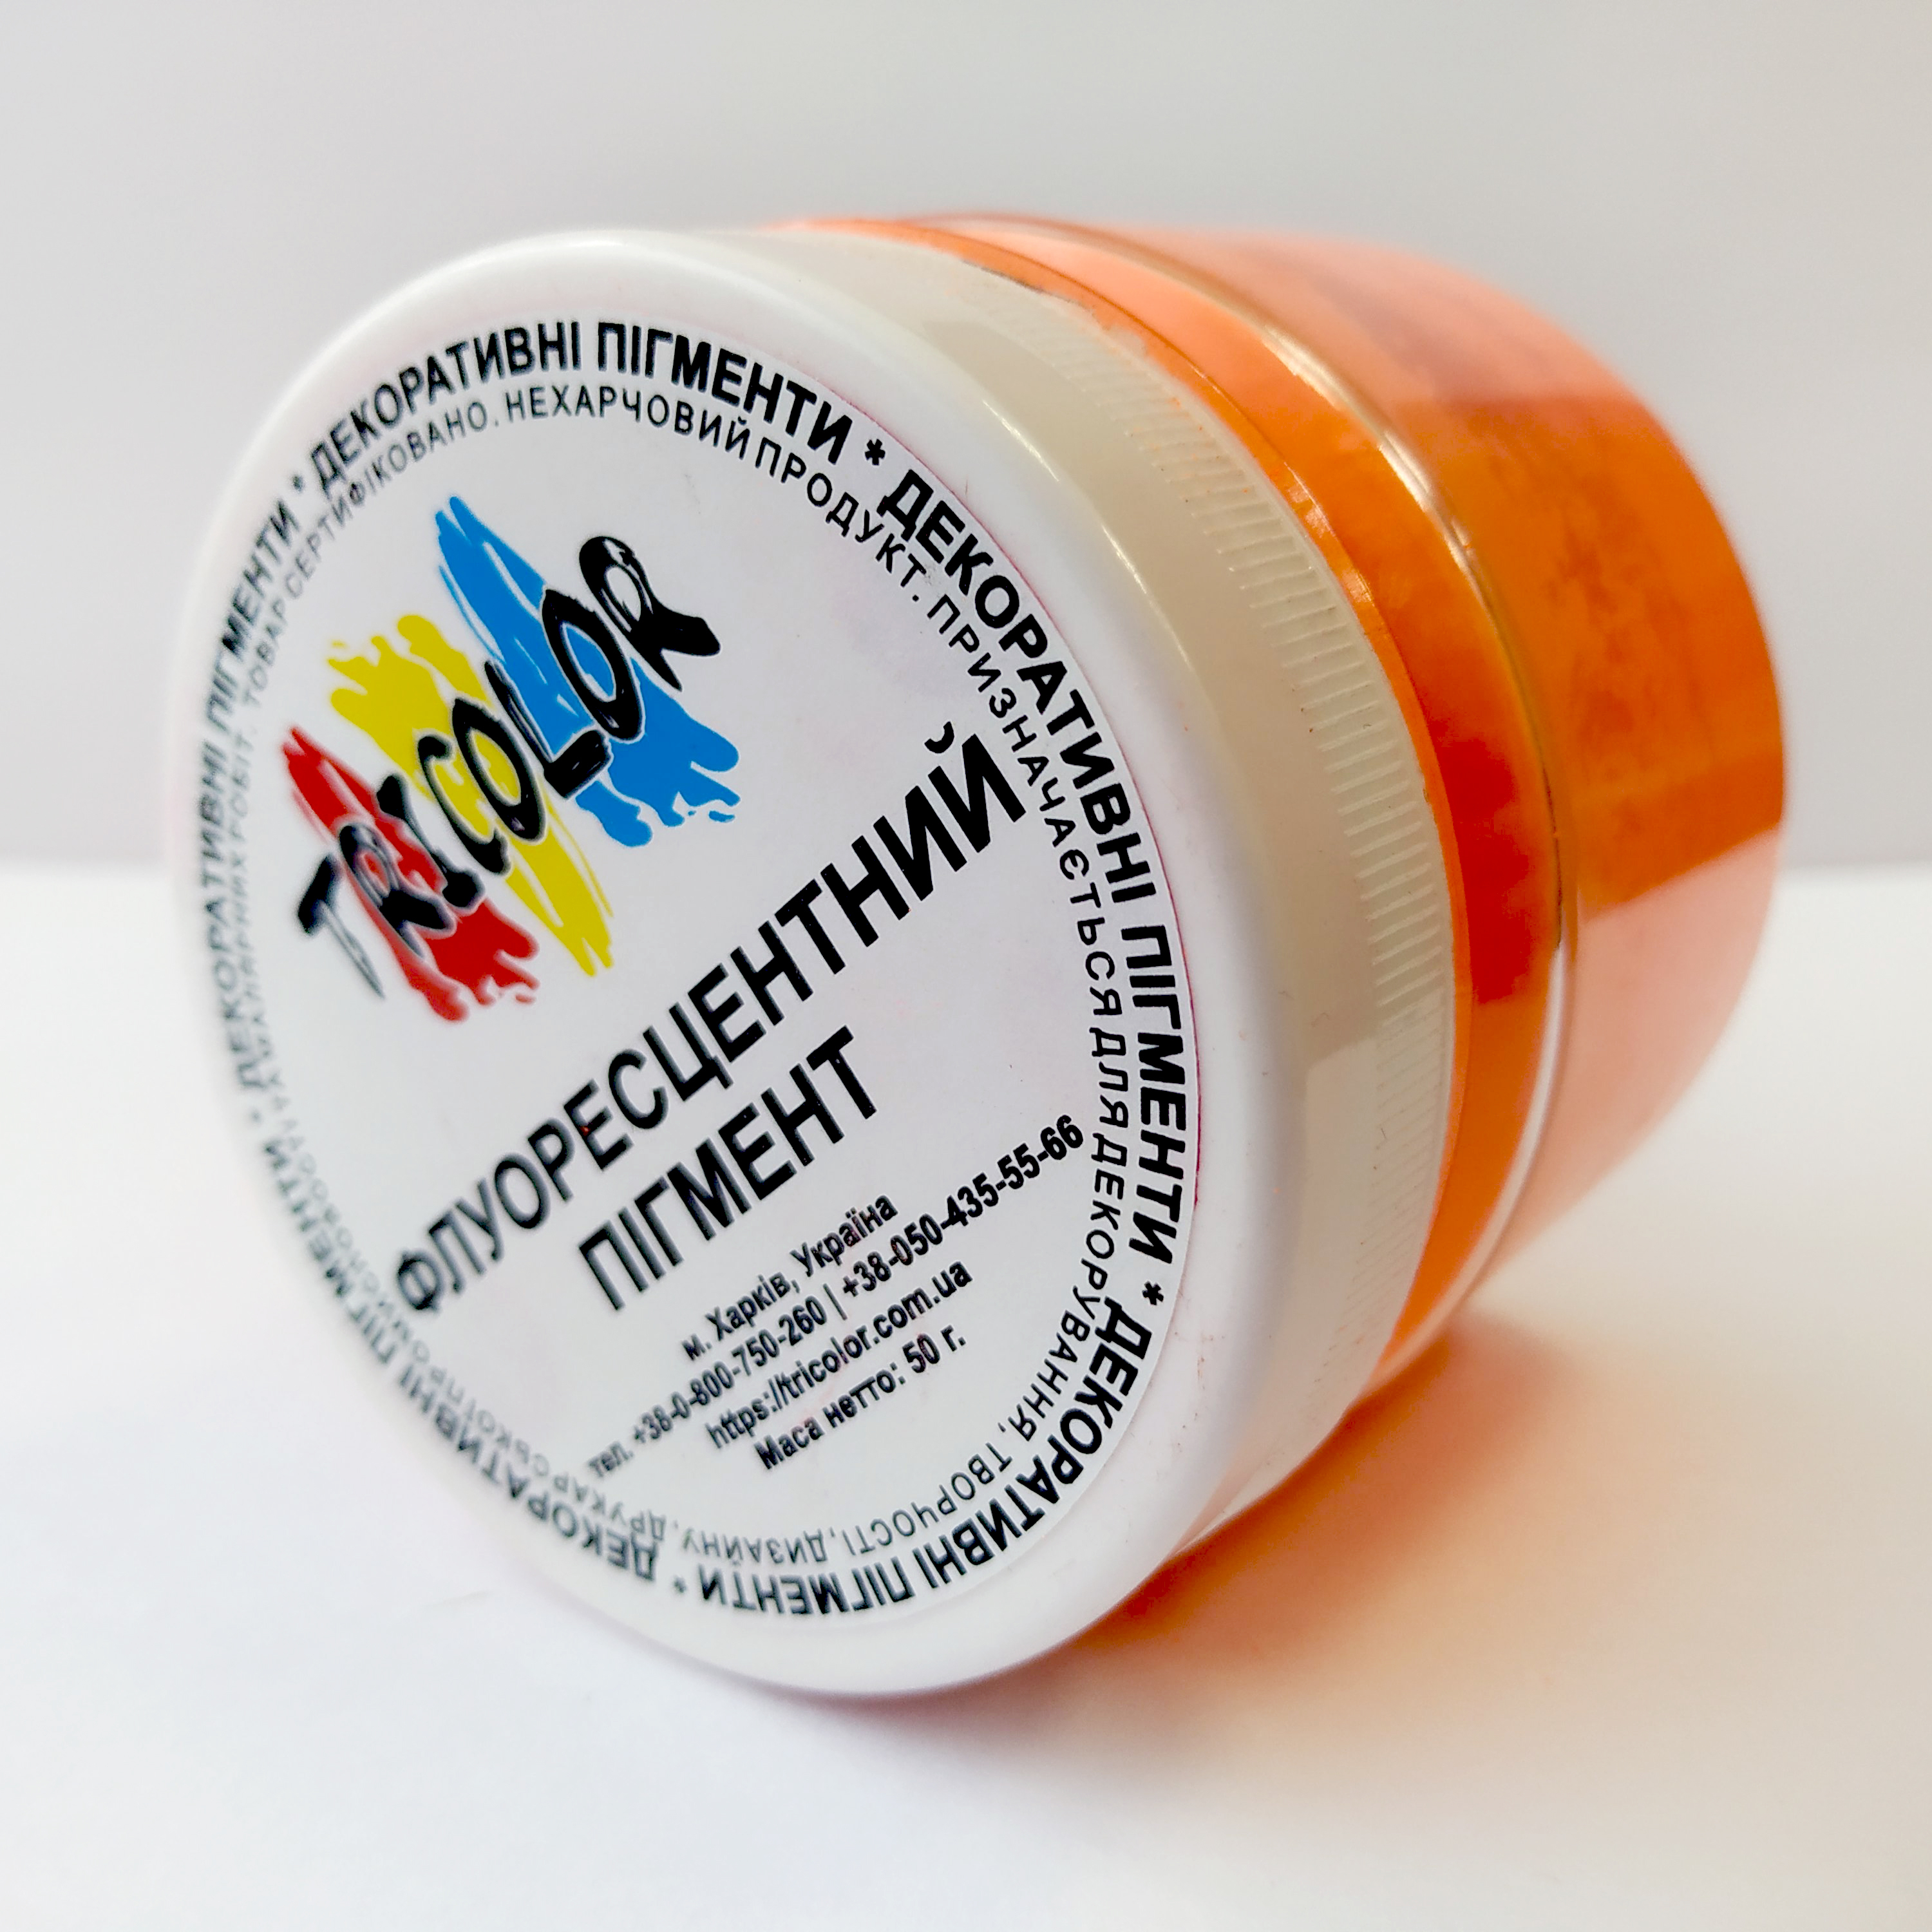 ДЕКОРАТИВНІ ПІГМЕНТИ * ДЕКОРАТИВНІ ПІГМЕНТИ * ДЕКОРАТИВНІ ПІГМЕНТИ * ДЕКОРАТИВНІ ПІГМЕНТИ * ДЕКОРАТИВНІ ПІГМЕНТИ *
ТОВАР СЕРТИФІКОВАНО. НЕХАРЧОВИЙ ПРОДУКТ. ПРИЗНАЧАЄТЬСЯ ДЛЯ ДЕКОРУВАННЯ, ТВОРЧОСТІ, ДИЗАЙНУ, ДРУКАРСЬКОЇ
TRICOLOR
ФЛУОРЕСЦЕНТНИЙ
ПІГМЕНТ
м. Харків, Україна
тел. +38-0-800-750-260 | +38-050-435-55-66
https://tricolor.com.ua
Маса нетто: 50 г.